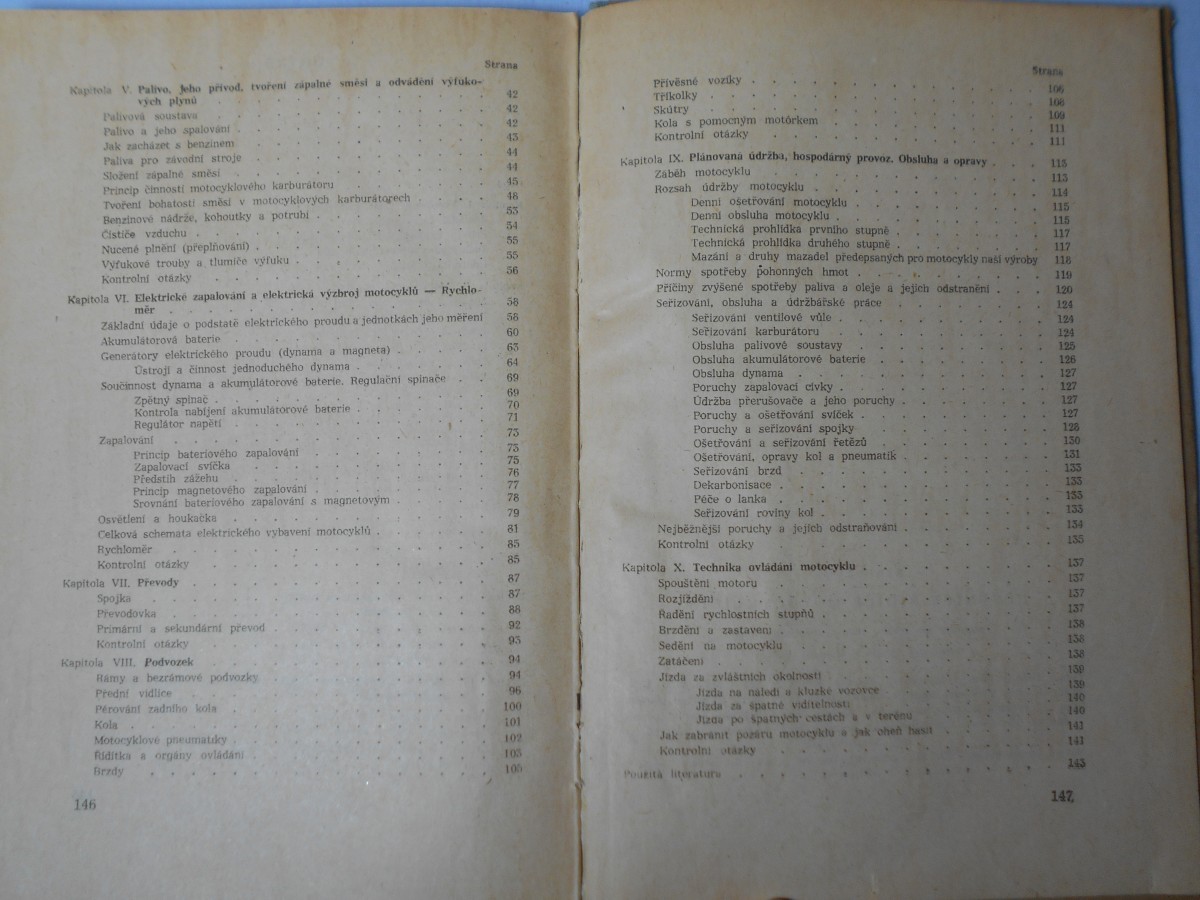 Strana
Kapitola V. Palivo, jeho přívod, tvoření zápalné směsi a odvádění výfuko-
vých plynů . . . . . . . . . . . . 42
Palivová soustava . . . . . . . . . . . . 42
Palivo a jeho spalování . . . . . . . . . . . . 42
Jak zacházet s benzinem . . . . . . . . . . . . 43
Paliva pro závodní stroje . . . . . . . . . . . . 44
Složení zápalné směsi . . . . . . . . . . . . 44
Princip činnosti motocyklového karburátoru . . . . . . . . 45
Tvoření bohatosti směsi v motocyklových karburátorech . . . . 48
Benzinové nádrže, kohoutky a potrubí . . . . . . . . . 53
Čističe vzduchu . . . . . . . . . . . . 54
Nucené plnění (přeplňování) . . . . . . . . . . . . 55
Výfukové trouby a tlumiče výfuku . . . . . . . . . . 55
Kontrolní otázky . . . . . . . . . . . . 56
Kapitola VI. Elektrické zapalování a elektrická výzbroj motocyklů — Rychlo-
měr . . . . . . . . . . . . 58
Základní údaje o podstatě elektrického proudu a jednotkách jeho měření 58
Akumulátorová baterie . . . . . . . . . . . . 60
Generátory elektrického proudu (dynama a magneta) . . . . . 63
Ústrojí a činnost jednoduchého dynama . . . . . . . 64
Součinnost dynama a akumulátorové baterie. Regulační spínače . . 69
Zpětný spínač . . . . . . . . . . . . 69
Kontrola nabíjení akumulátorové baterie . . . . . . . 70
Regulátor napětí . . . . . . . . . . . . 71
Zapalování . . . . . . . . . . . . 73
Princip bateriového zapalování . . . . . . . . . 73
Zapalovací svíčka . . . . . . . . . . . . 75
Předstih zážehu . . . . . . . . . . . . 76
Princip magnetového zapalování . . . . . . . . . 77
Srovnání bateriového zapalování s magnetovým . . . . . 78
Osvětlení a houkačka . . . . . . . . . . . . 79
Celková schemata elektrického vybavení motocyklů . . . . . . 81
Rychloměr . . . . . . . . . . . . 83
Kontrolní otázky . . . . . . . . . . . . 85
Kapitola VII. Převody . . . . . . . . . . . . 87
Spojka . . . . . . . . . . . . 87
Převodovka . . . . . . . . . . . . 88
Primární a sekundární převod . . . . . . . . . . . 92
Kontrolní otázky . . . . . . . . . . . . 93
Kapitola VIII. Podvozek . . . . . . . . . . . . 94
Rámy a bezrámové podvozky . . . . . . . . . . . 94
Přední vidlice . . . . . . . . . . . . 96
Pérování zadního kola . . . . . . . . . . . . 100
Kola . . . . . . . . . . . . 101
Motocyklové pneumatiky . . . . . . . . . . . . 102
Řídítka a orgány ovládání . . . . . . . . . . . . 103
Brzdy . . . . . . . . . . . . 105
146
Strana
Přívěsné vozíky . . . . . . . . . . . . 106
Tříkolky . . . . . . . . . . . . 108
Skútry . . . . . . . . . . . . 109
Kola s pomocným motórkem . . . . . . . . . . . 111
Kontrolní otázky . . . . . . . . . . . . 111
Kapitola IX. Plánovaná údržba, hospodárný provoz. Obsluha a opravy . . . 113
Záběh motocyklu . . . . . . . . . . . . 113
Rozsah údržby motocyklu . . . . . . . . . . . . 114
Denní ošetřování motocyklu . . . . . . . . . . 115
Denní obsluha motocyklu . . . . . . . . . . . 115
Technická prohlídka prvního stupně . . . . . . . . 117
Technická prohlídka druhého stupně . . . . . . . . 117
Mazání a druhy mazadel předepsaných pro motocykly naší výroby 118
Normy spotřeby pohonných hmot . . . . . . . . . . 119
Příčiny zvýšené spotřeby paliva a oleje a jejich odstranění . . . 120
Seřizování, obsluha a údržbářské práce . . . . . . . . 124
Seřizování ventilové vůle . . . . . . . . . . . 124
Seřizování karburátoru . . . . . . . . . . . 124
Obsluha palivové soustavy . . . . . . . . . . 125
Obsluha akumulátorové baterie . . . . . . . . . 126
Obsluha dynama . . . . . . . . . . . . 127
Poruchy zapalovací cívky . . . . . . . . . . . 127
Údržba přerušovače a jeho poruchy . . . . . . . . 127
Poruchy a ošetřování svíček . . . . . . . . . . 127
Poruchy a seřizování spojky . . . . . . . . . . 128
Ošetřování a seřizování řetězů . . . . . . . . . 130
Ošetřování, opravy kol a pneumatik . . . . . . . . 131
Seřizování brzd . . . . . . . . . . . . 133
Dekarbonisace . . . . . . . . . . . . 133
Péče o lanka . . . . . . . . . . . . 133
Seřizování roviny kol . . . . . . . . . . . . 133
Nejběžnější poruchy a jejich odstraňování . . . . . . . . 134
Kontrolní otázky . . . . . . . . . . . . 135
Kapitola X. Technika ovládání motocyklu . . . . . . . . . 137
Spouštění motoru . . . . . . . . . . . . 137
Rozjíždění . . . . . . . . . . . . 137
Řadění rychlostních stupňů . . . . . . . . . . . 137
Brzdění a zastavení . . . . . . . . . . . . 138
Sedění na motocyklu . . . . . . . . . . . . 138
Zatáčení . . . . . . . . . . . . 138
Jízda za zvláštních okolností . . . . . . . . . . . 139
Jízda na náledí a kluzké vozovce . . . . . . . . . 139
Jízda za špatné viditelnosti . . . . . . . . . . 140
Jízda po špatných cestách a v terénu . . . . . . . . 140
Jak zabránit požáru motocyklu a jak oheň hasit . . . . . . . 141
Kontrolní otázky . . . . . . . . . . . . 141
Použitá literatura . . . . . . . . . . . . 143
147